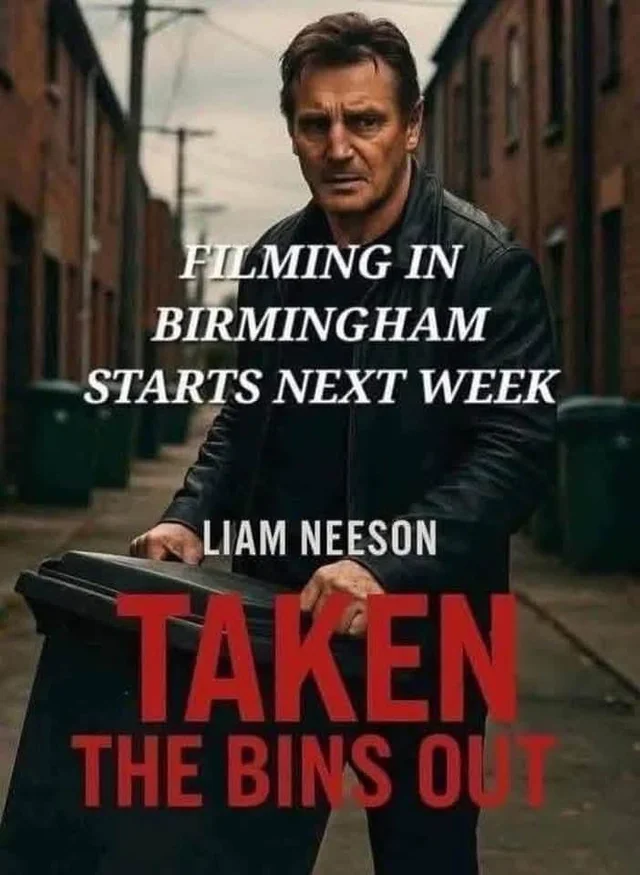 FILMING IN
BIRMINGHAM
STARTS NEXT WEEK
LIAM NEESON
TAKEN
THE BINS OUT